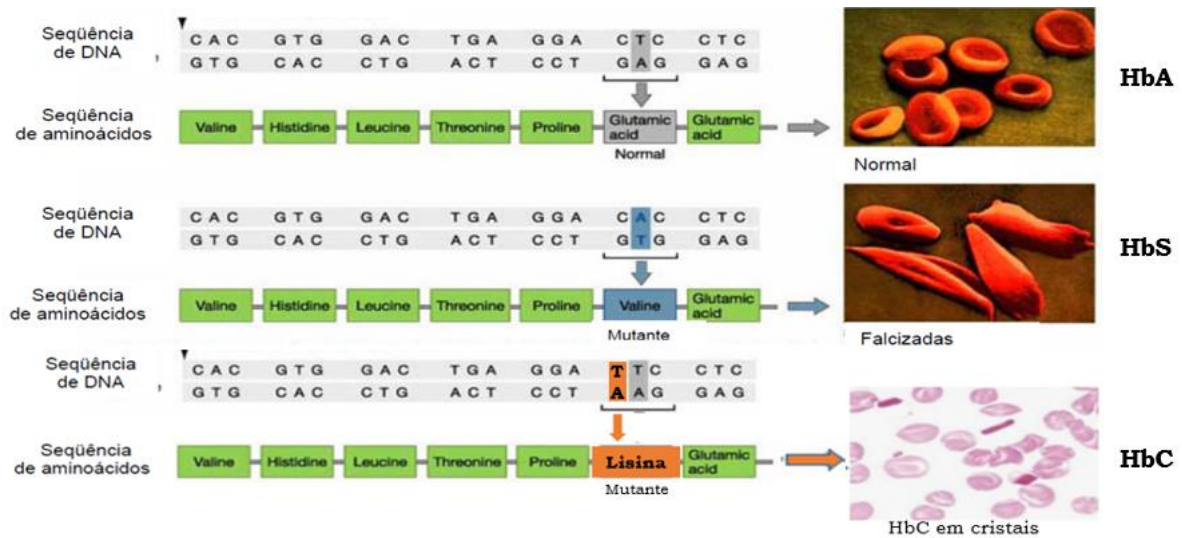 Seqüência de DNA ,
CAC GTG GAC TGA GGA CTC CTC
GTG CAC CTG ACT CCT GAG GAG
HbA
Seqüência de aminoácidos
Valine Histidine Leucine Threonine Proline Glutamic acid Glutamic acid
Normal
Normal
Seqüência de DNA
CAC GTG GAC TGA GGA CAC CTC
GTG CAC CTG ACT CCT GTG GAG
HbS
Seqüência de aminoácidos
Valine Histidine Leucine Threonine Proline Valine Glutamic acid
Mutante
Falcizadas
Seqüência de DNA ,
CAC GTG GAC TGA GGA TTC CTC
GTG CAC CTG ACT CCT AAG GAG
Seqüência de aminoácidos
Valine Histidine Leucine Threonine Proline Lisina Glutamic acid
HbC
Mutante
HbC em cristais